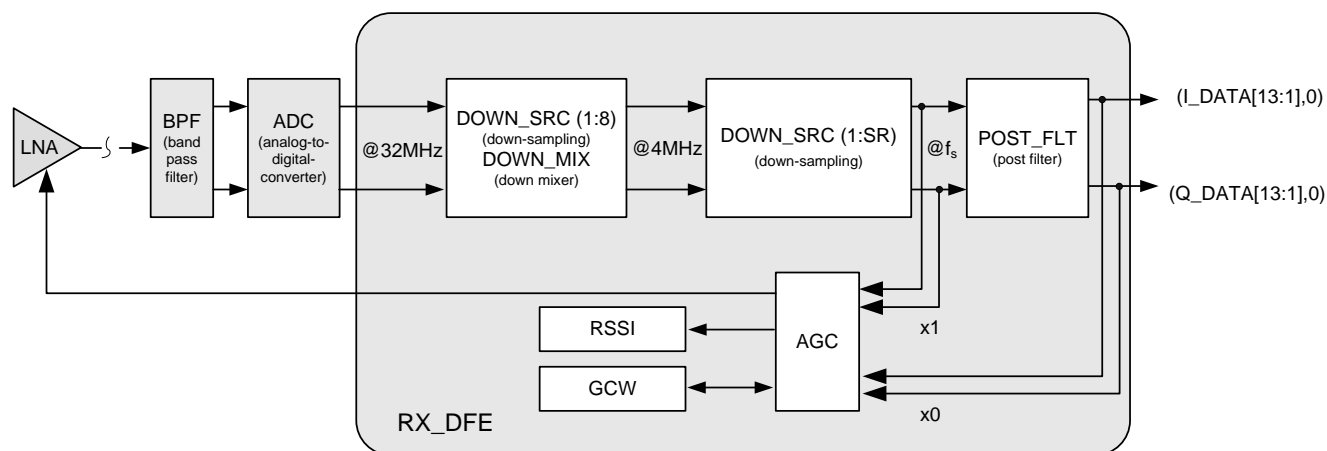 LNA
BPF
(band
pass
filter)
ADC
(analog-to-
digital-
converter)
@32MHz
DOWN_SRC (1:8)
(down-sampling)
DOWN_MIX
(down mixer)
@4MHz
DOWN_SRC (1:SR)
(down-sampling)
@fs
POST_FLT
(post filter)
(I_DATA[13:1],0)
(Q_DATA[13:1],0)
RSSI
GCW
AGC
x1
x0
RX_DFE